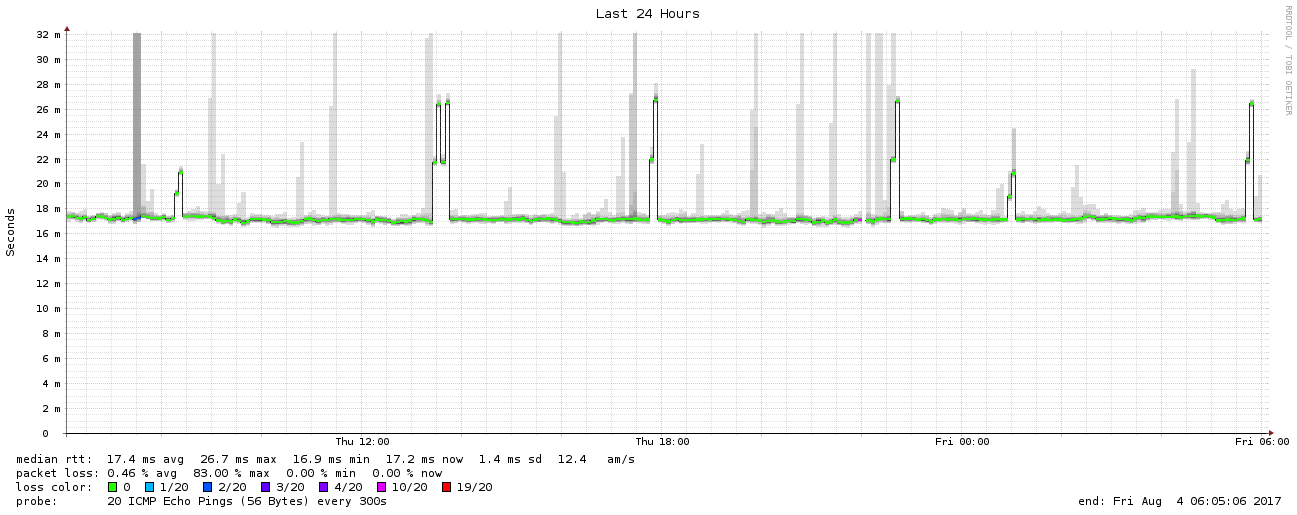 Last 24 Hours
RRDTOOL / TOBI OETIKER
Seconds
32 m
30 m
28 m
26 m
24 m
22 m
20 m
18 m
16 m
14 m
12 m
10 m
8 m
6 m
4 m
2 m
0
Thu 12:00 Thu 18:00 Fri 00:00 Fri 06:00
median rtt: 17.4 ms avg 26.7 ms max 16.9 ms min 17.2 ms now 1.4 ms sd 12.4 am/s
packet loss: 0.46 % avg 83.00 % max 0.00 % min 0.00 % now
loss color: 0 1/20 2/20 3/20 4/20 10/20 19/20
probe: 20 ICMP Echo Pings (56 Bytes) every 300s end: Fri Aug 4 06:05:06 2017